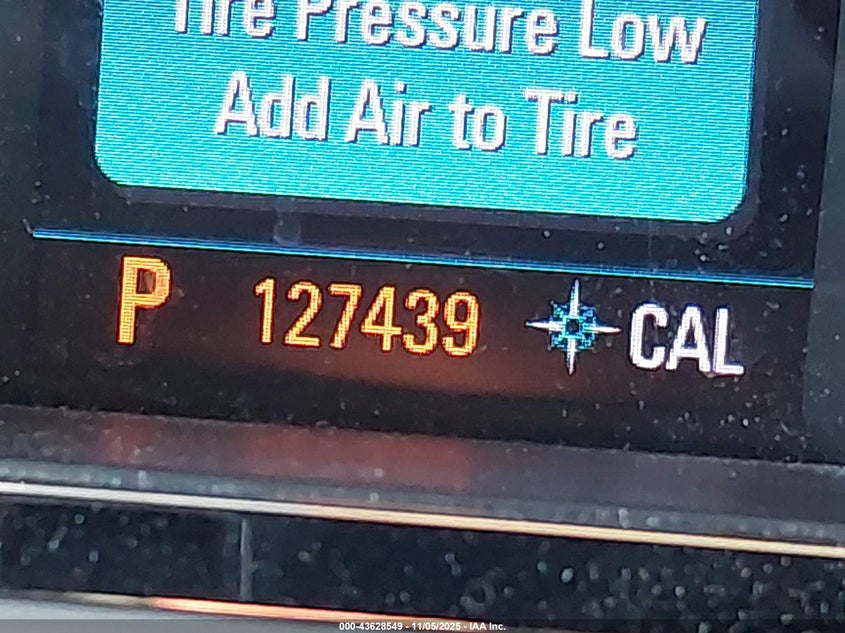 Tire Pressure Low
Add Air to Tire
P 127439 CAL
000-43628549 - 11/05/2025 - IAA Inc.